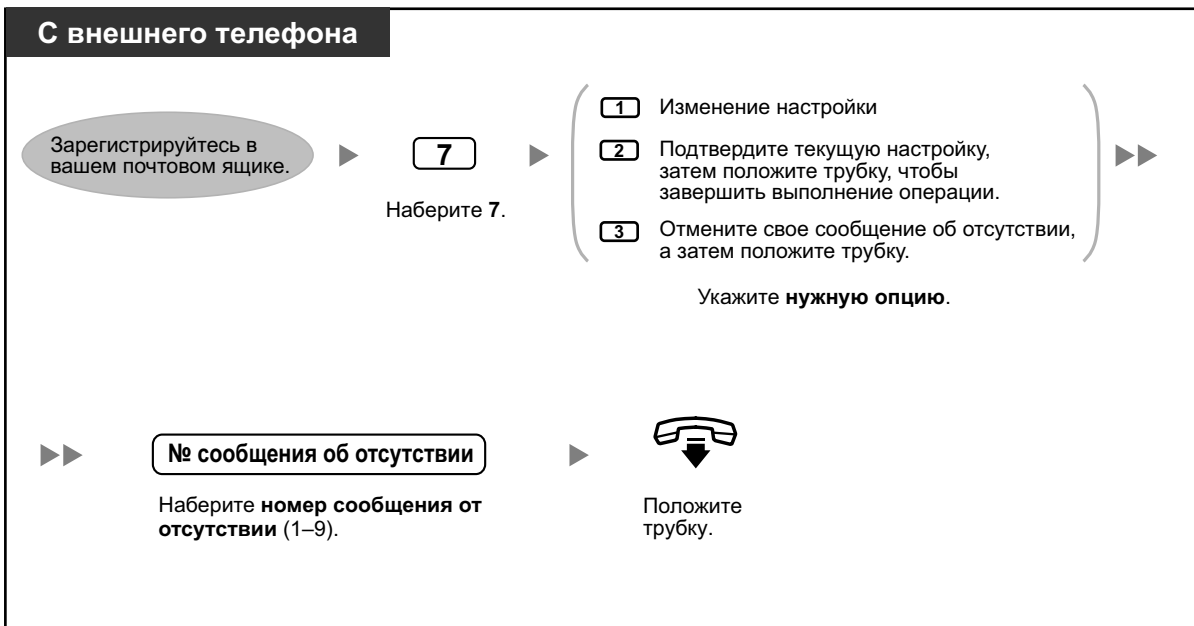 С внешнего телефона
Зарегистрируйтесь в
вашем почтовом ящике.
7
Наберите 7.
1 Изменение настройки
2 Подтвердите текущую настройку,
затем положите трубку, чтобы
завершить выполнение операции.
3 Отмените свое сообщение об отсутствии,
а затем положите трубку.
Укажите нужную опцию.
№ сообщения об отсутствии
Наберите номер сообщения от
отсутствии (1–9).
Положите
трубку.